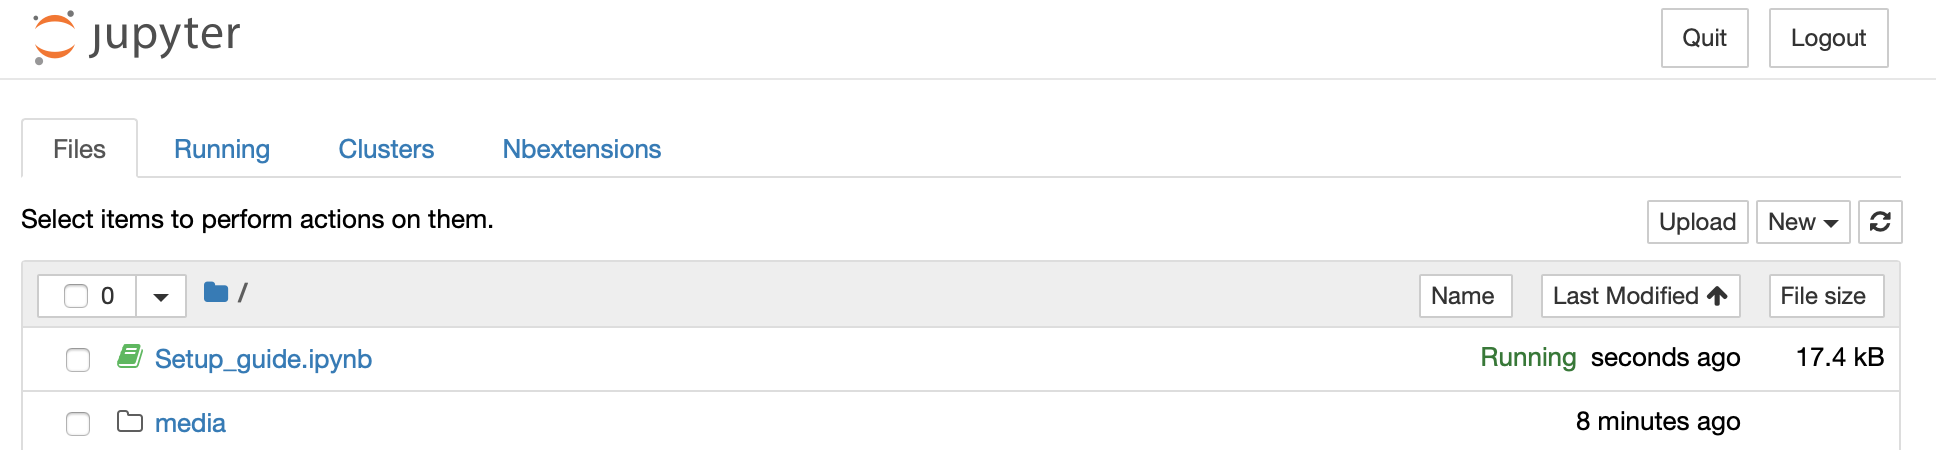 jupyter Quit Logout
Files Running Clusters Nbextensions
Select items to perform actions on them. Upload New
0 / Name Last Modified File size
Setup_guide.ipynb Running seconds ago 17.4 kB
media 8 minutes ago